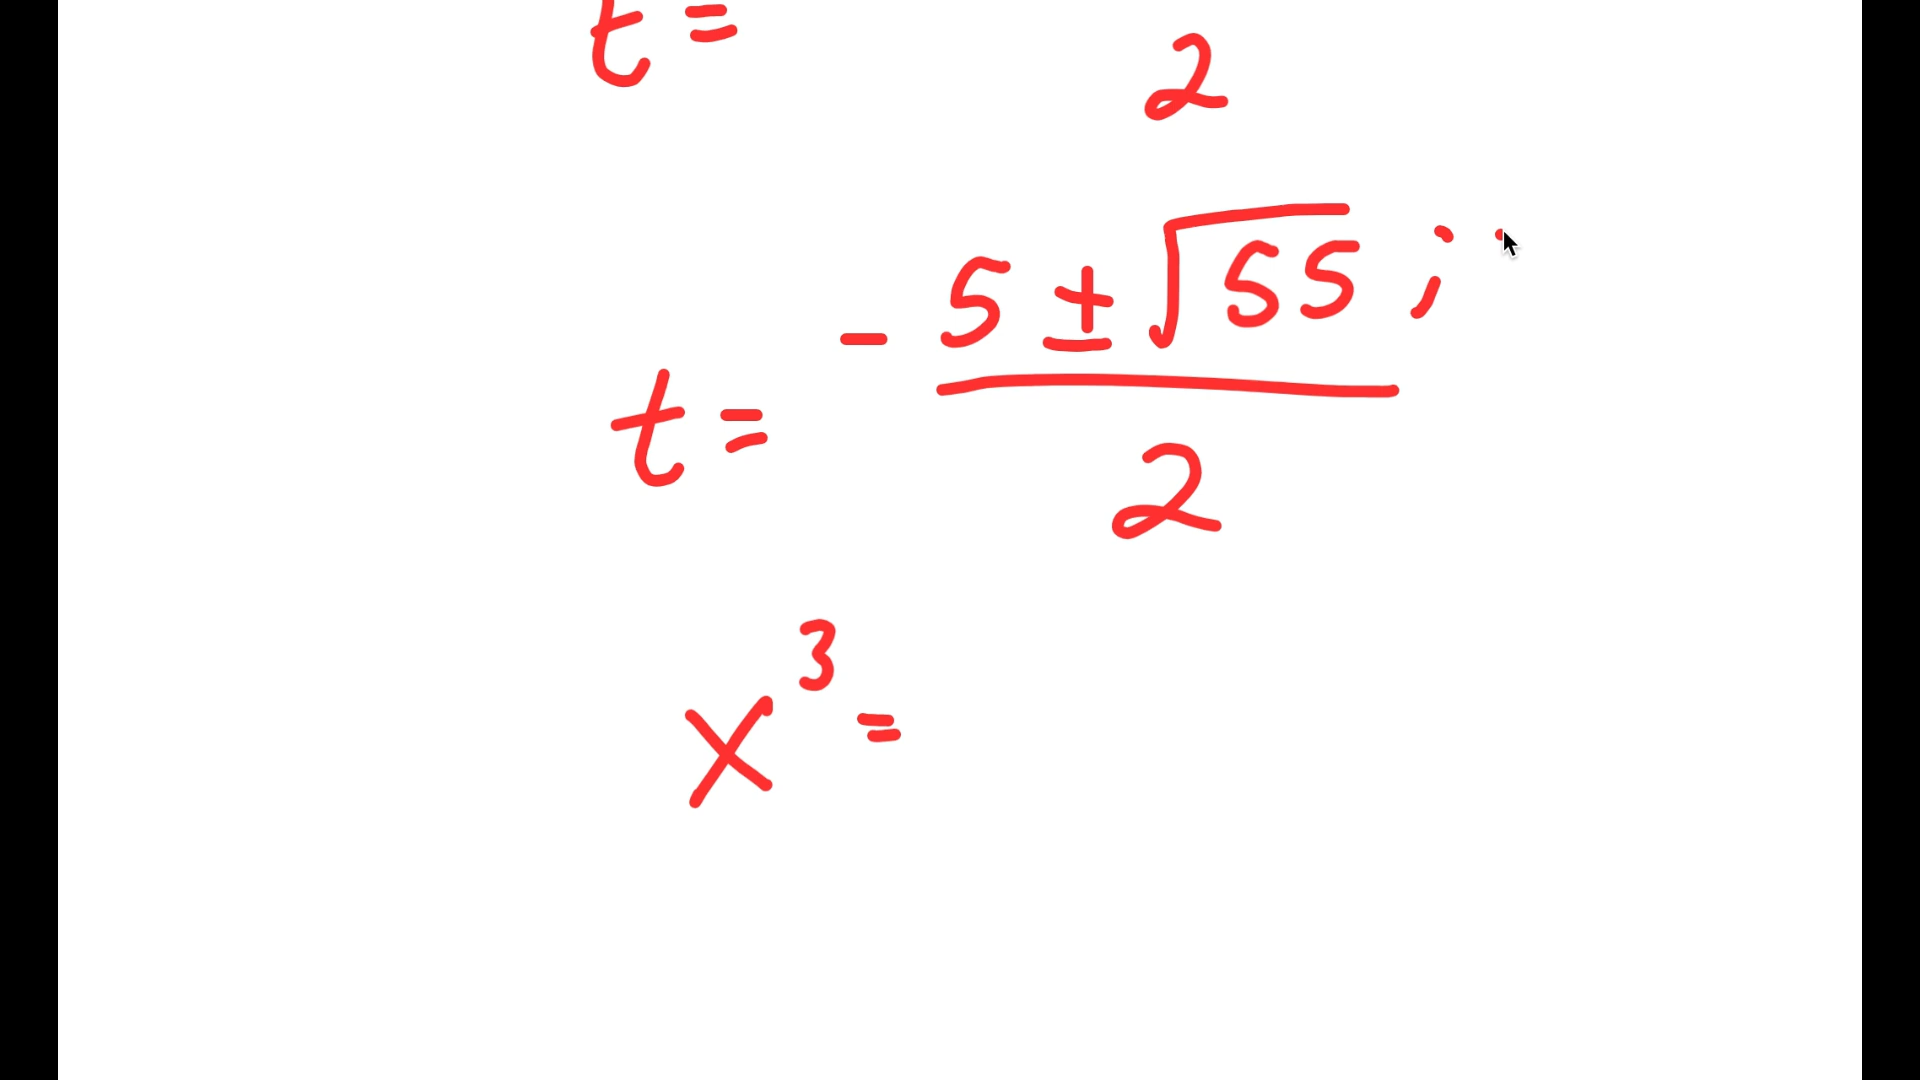 t =
2
t = - 5 ± √55 i
2
x³ =